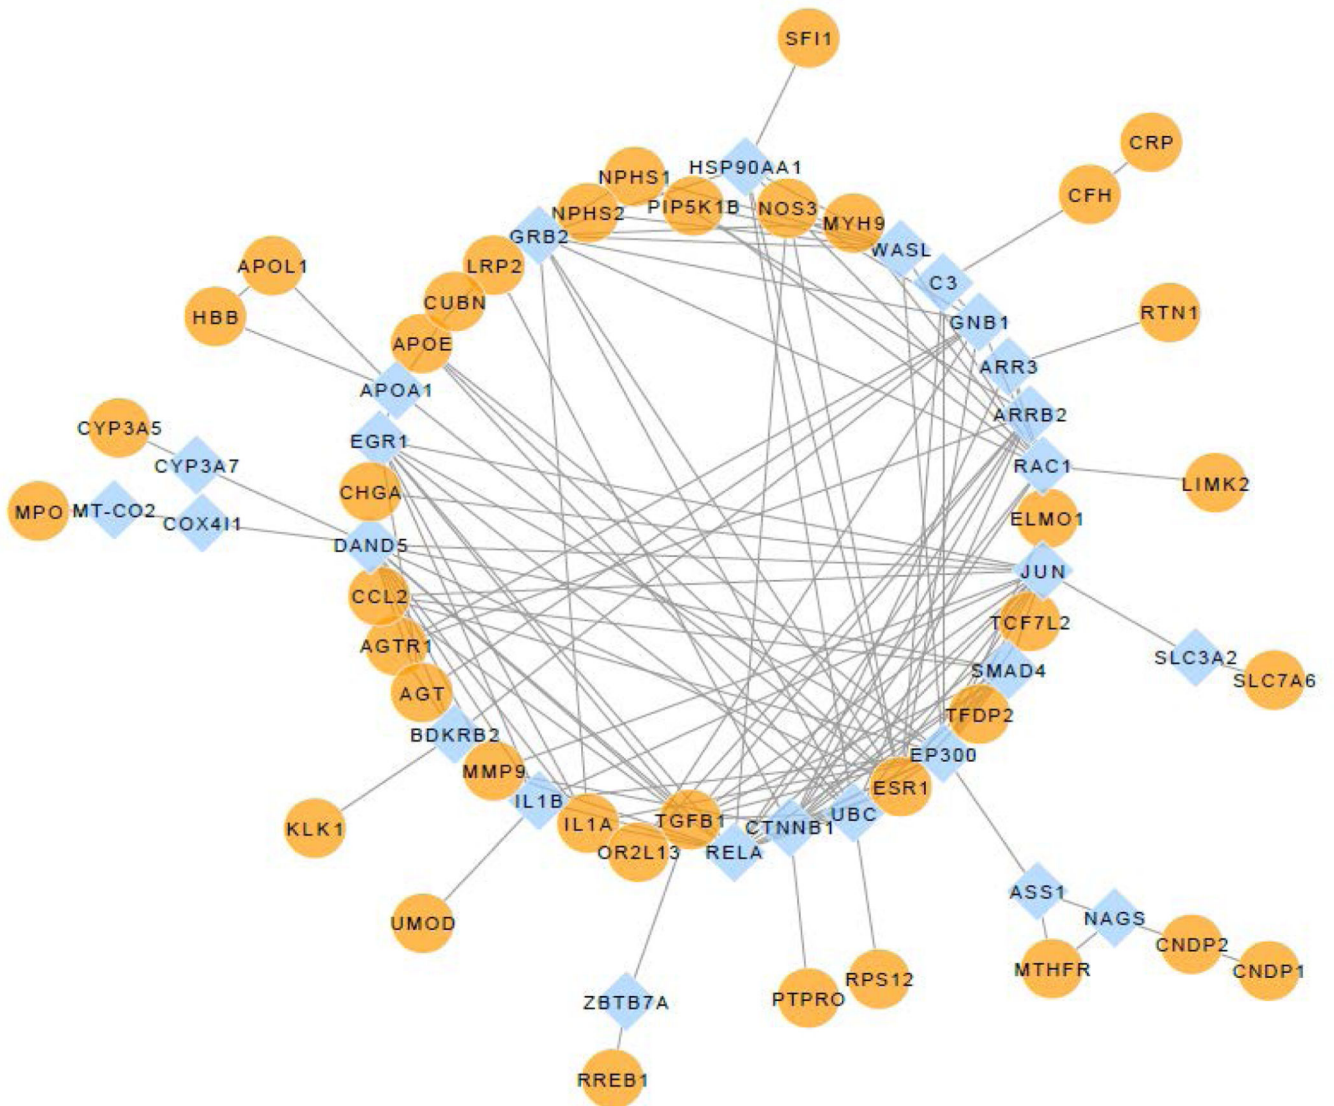 SFI1
CRP
HSP90AA1
NPHS1
CFH
PIP5K1B
NOS3
NPHS2
MYH9
GRB2
WASL
APOL1
LRP2
C3
CUBN
HBB
RTN1
GNB1
APOE
ARR3
APOA1
ARRB2
CYP3A5
EGR1
CYP3A7
RAC1
LIMK2
CHGA
MPO
MT-CO2
COX4I1
ELMO1
DAND5
JUN
CCL2
TCF7L2
AGTR1
SLC3A2
SMAD4
SLC7A6
AGT
TFDP2
BDKRB2
EP300
MMP9
ESR1
IL1B
UBC
TGFB1
IL1A
CTNNB1
KLK1
OR2L13
RELA
ASS1
NAGS
UMOD
CNDP2
MTHFR
CNDP1
RPS12
PTPRO
ZBTB7A
RREB1